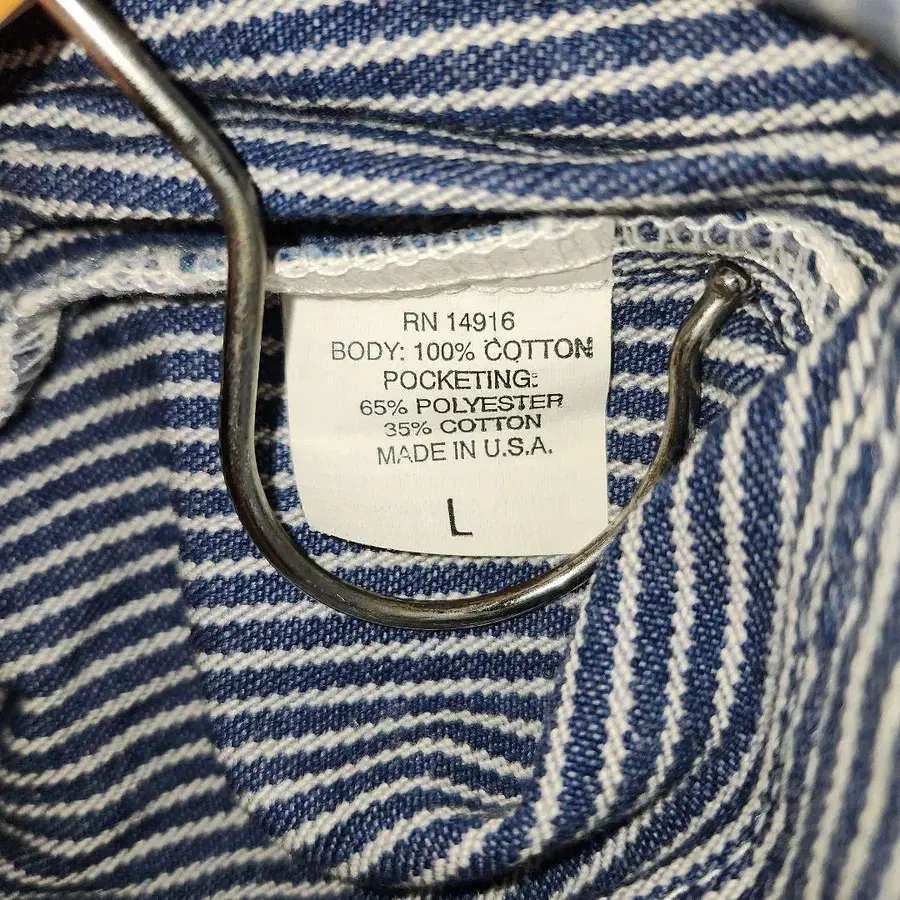 RN 14916
BODY: 100% COTTON
POCKETING:
65% POLYESTER
35% COTTON
MADE IN U.S.A.
L